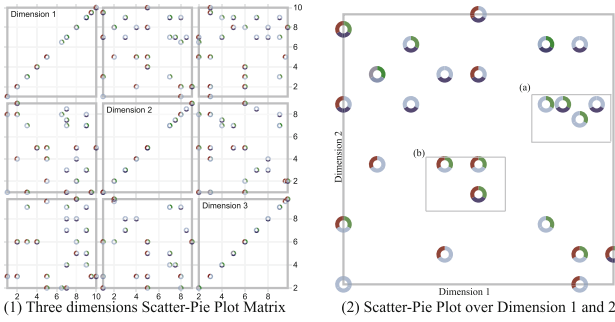 Dimension 1
10
8
6
4
2
Dimension 2
8
6
4
2
Dimension 3
8
6
4
2
2 4 6 8 10 2 4 6 8 2 4 6 8
(1) Three dimensions Scatter-Pie Plot Matrix
(a)
(b)
Dimension 2
Dimension 1
(2) Scatter-Pie Plot over Dimension 1 and 2